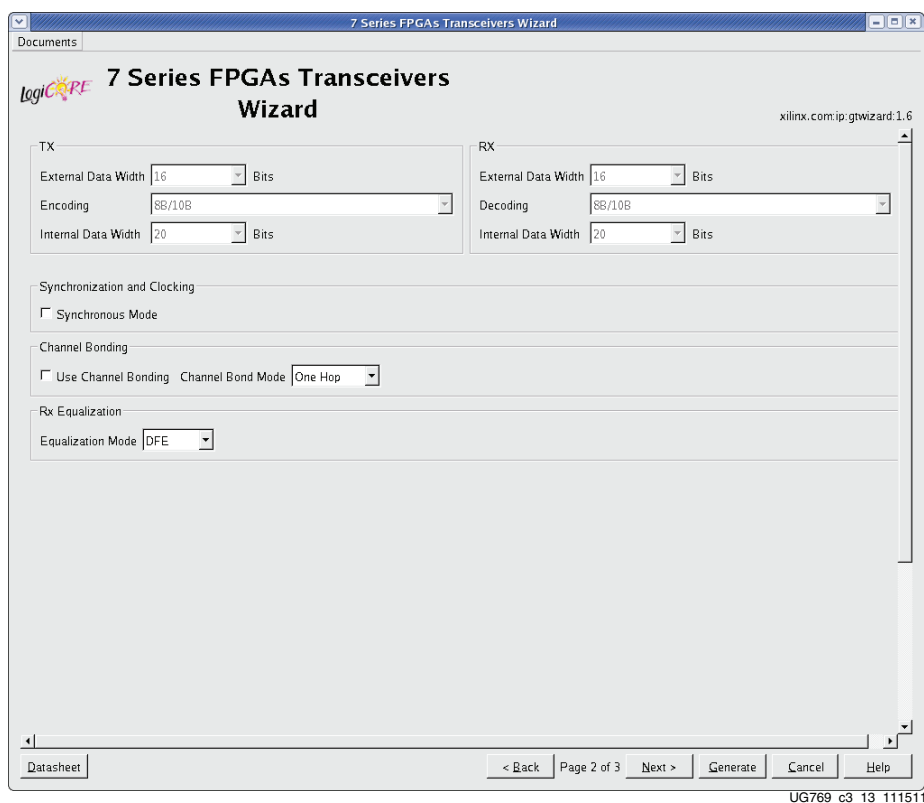 7 Series FPGAs Transceivers Wizard
Documents
LogiCORE
7 Series FPGAs Transceivers
Wizard
xilinx.com:ip:gtwizard:1.6
TX
External Data Width 16 Bits
Encoding 8B/10B
Internal Data Width 20 Bits
RX
External Data Width 16 Bits
Decoding 8B/10B
Internal Data Width 20 Bits
Synchronization and Clocking
Synchronous Mode
Channel Bonding
Use Channel Bonding Channel Bond Mode One Hop
Rx Equalization
Equalization Mode DFE
Datasheet < Back Page 2 of 3 Next > Generate Cancel Help
UG769_c3_13_111511